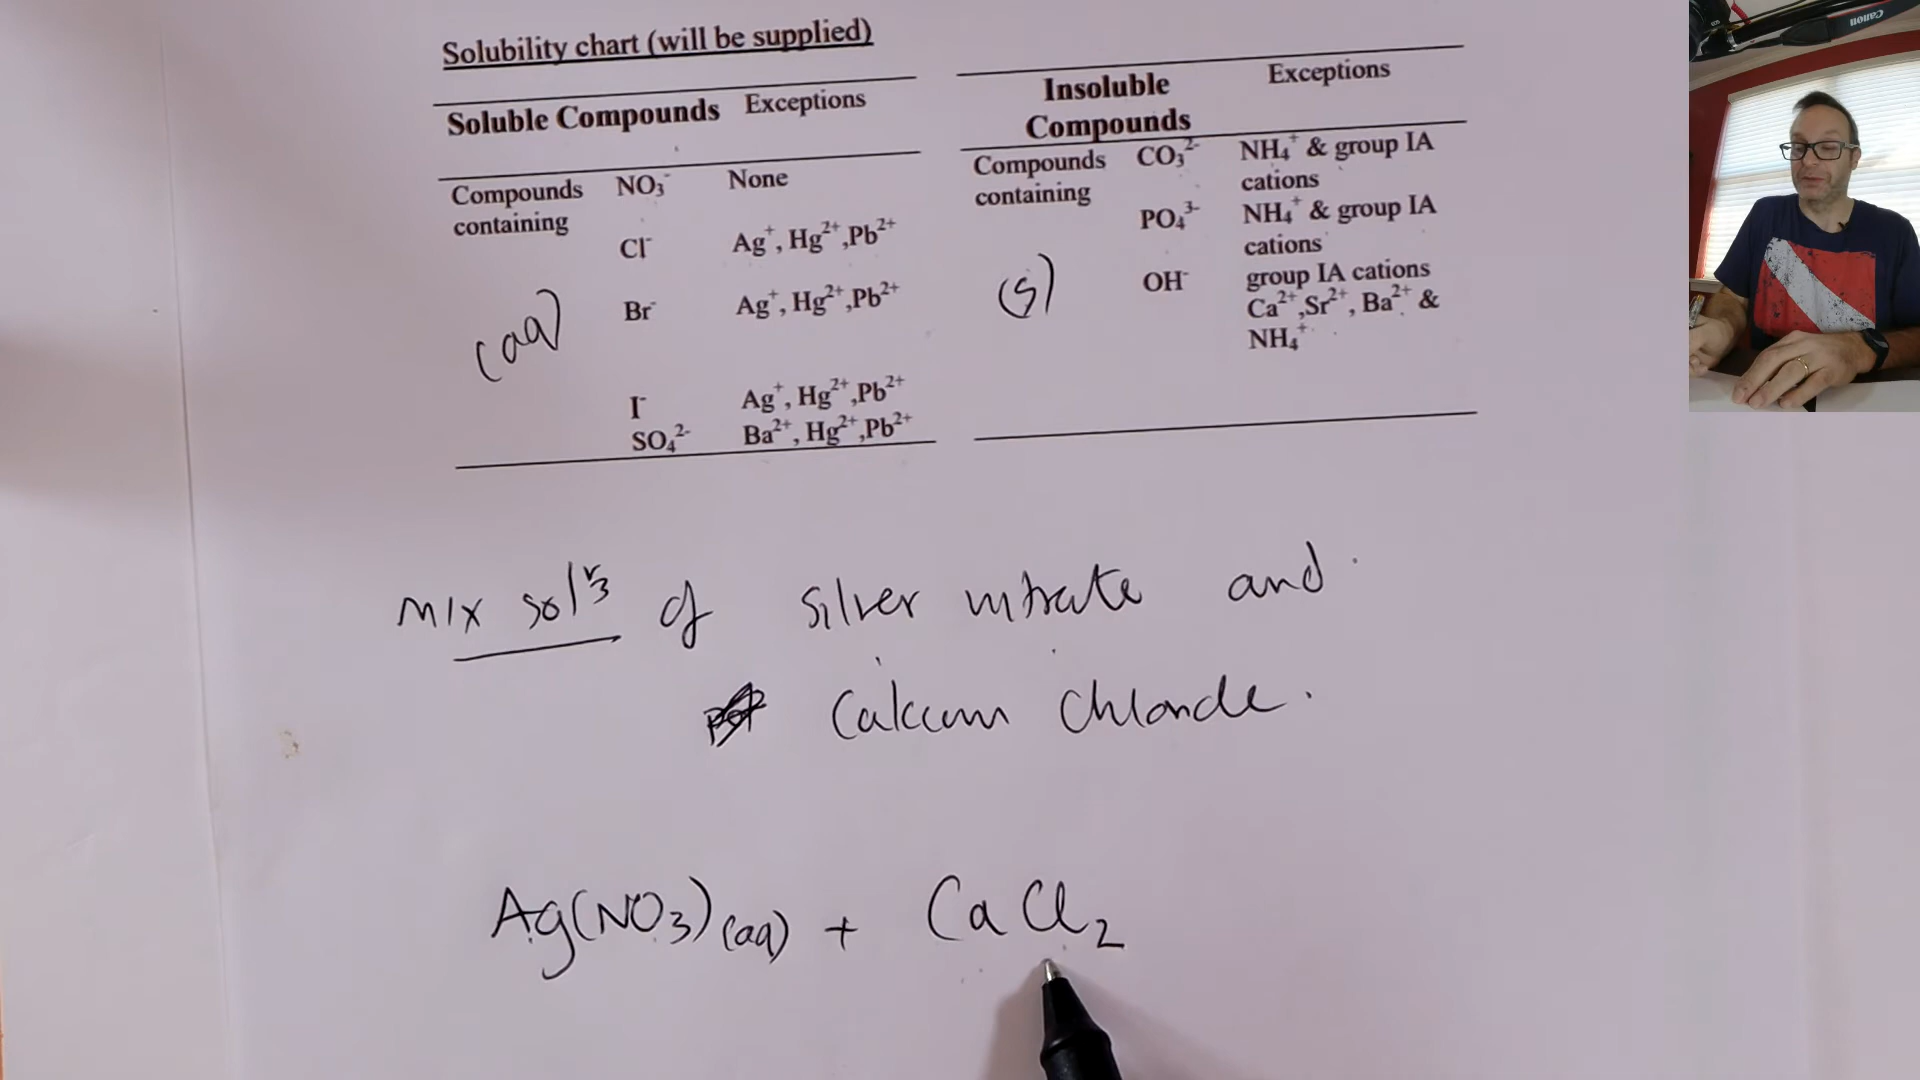 Solubility chart (will be supplied)
Soluble Compounds Exceptions
Compounds containing NO₃⁻ None
Cl⁻ Ag⁺, Hg²⁺,Pb²⁺
Br⁻ Ag⁺, Hg²⁺,Pb²⁺
(aq)
I⁻ Ag⁺, Hg²⁺,Pb²⁺
SO₄²⁻ Ba²⁺, Hg²⁺,Pb²⁺
Insoluble Compounds Exceptions
Compounds containing CO₃²⁻ NH₄⁺ & group IA cations
PO₄³⁻ NH₄⁺ & group IA cations
(s)
OH⁻ group IA cations
Ca²⁺,Sr²⁺, Ba²⁺ &
NH₄⁺
mix sol'ⁿs of silver nitrate and
Calcium Chloride.
Ag(NO₃)(aq) + CaCl₂
Canon